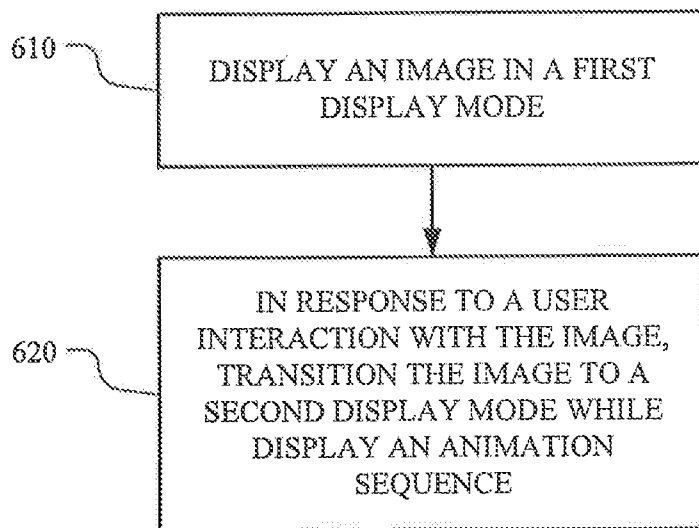 610
DISPLAY AN IMAGE IN A FIRST
DISPLAY MODE
620
IN RESPONSE TO A USER
INTERACTION WITH THE IMAGE,
TRANSITION THE IMAGE TO A
SECOND DISPLAY MODE WHILE
DISPLAY AN ANIMATION
SEQUENCE